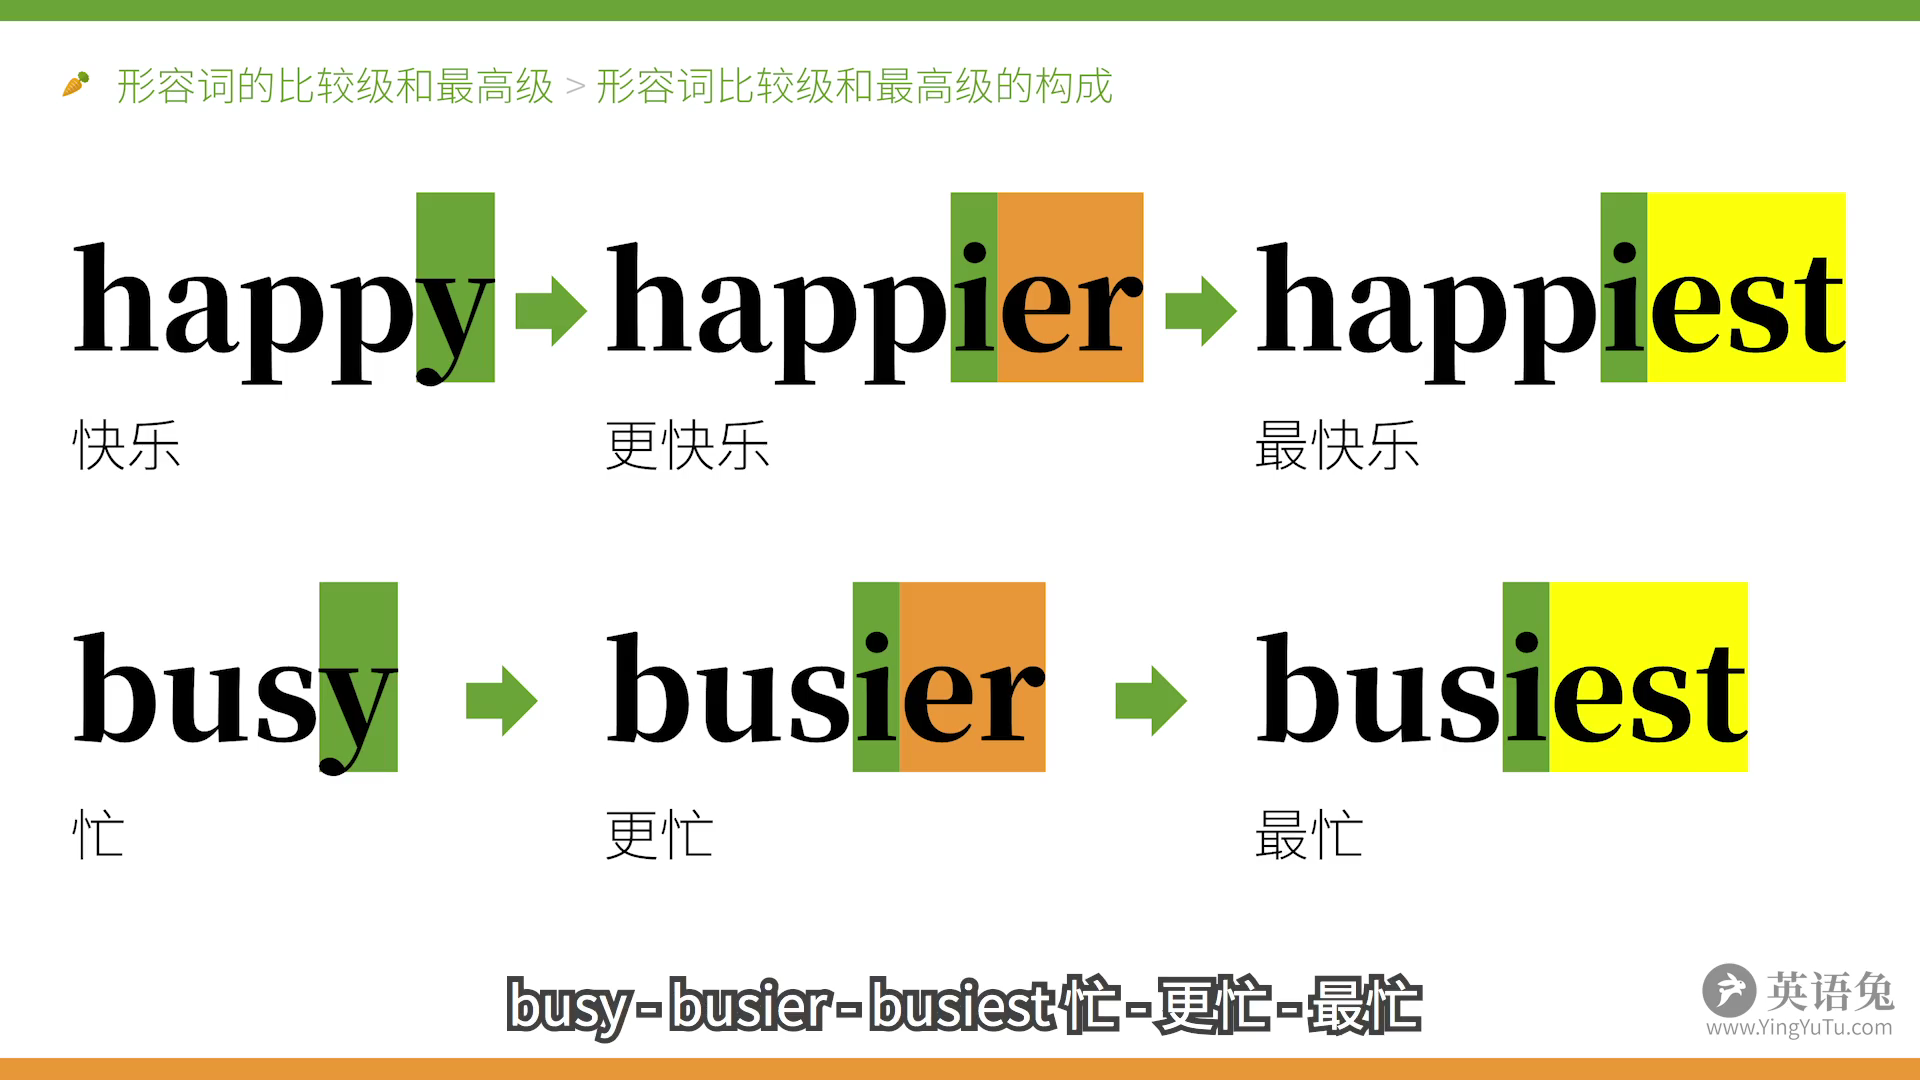 形容词的比较级和最高级 > 形容词比较级和最高级的构成
happy happier happiest
快乐 更快乐 最快乐
busy busier busiest
忙 更忙 最忙
busy - busier - busiest 忙 - 更忙 - 最忙
英语兔
www.YingYuTu.com